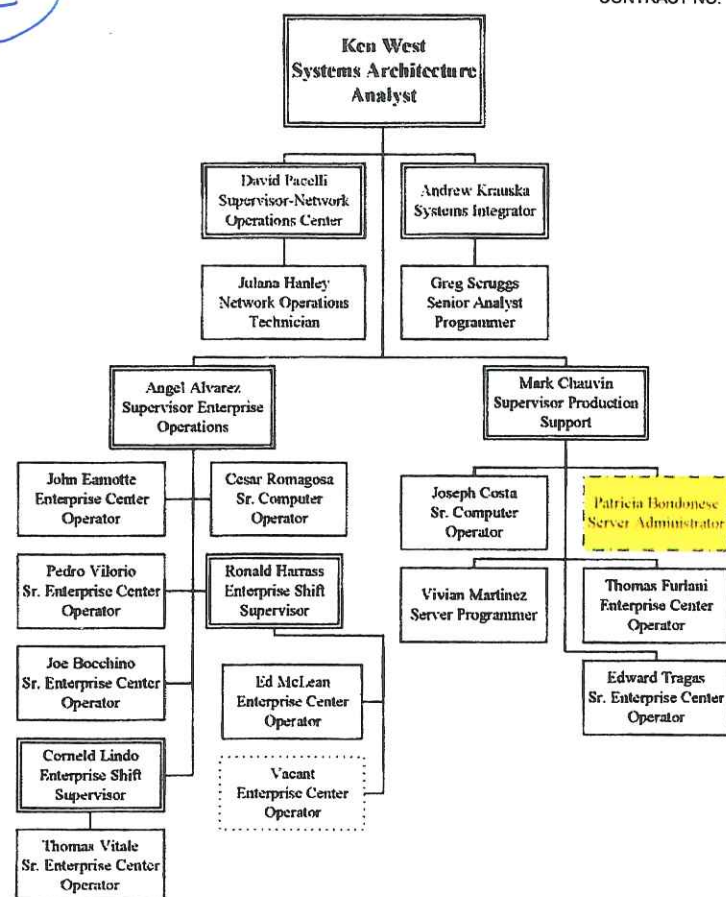 CONTRACT NO.
Ken West
Systems Architecture
Analyst
David Pacelli
Supervisor-Network
Operations Center
Andrew Krauska
Systems Integrator
Julana Hanley
Network Operations
Technician
Greg Scruggs
Senior Analyst
Programmer
Angel Alvarez
Supervisor Enterprise
Operations
Mark Chauvin
Supervisor Production
Support
John Eamotte
Enterprise Center
Operator
Cesar Romagosa
Sr. Computer
Operator
Joseph Costa
Sr. Computer
Operator
Patricia Bondonese
Server Administrator
Pedro Vilorio
Sr. Enterprise Center
Operator
Ronald Harrass
Enterprise Shift
Supervisor
Vivian Martinez
Server Programmer
Thomas Furlani
Enterprise Center
Operator
Joe Bocchino
Sr. Enterprise Center
Operator
Ed McLean
Enterprise Center
Operator
Edward Tragas
Sr. Enterprise Center
Operator
Corneld Lindo
Enterprise Shift
Supervisor
Vacant
Enterprise Center
Operator
Thomas Vitale
Sr. Enterprise Center
Operator